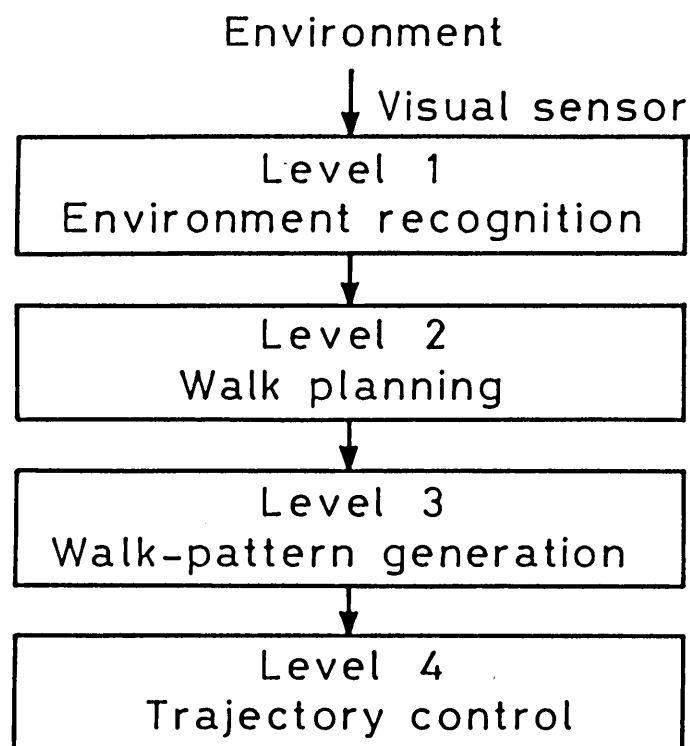 Environment
Visual sensor
Level 1
Environment recognition
Level 2
Walk planning
Level 3
Walk-pattern generation
Level 4
Trajectory control